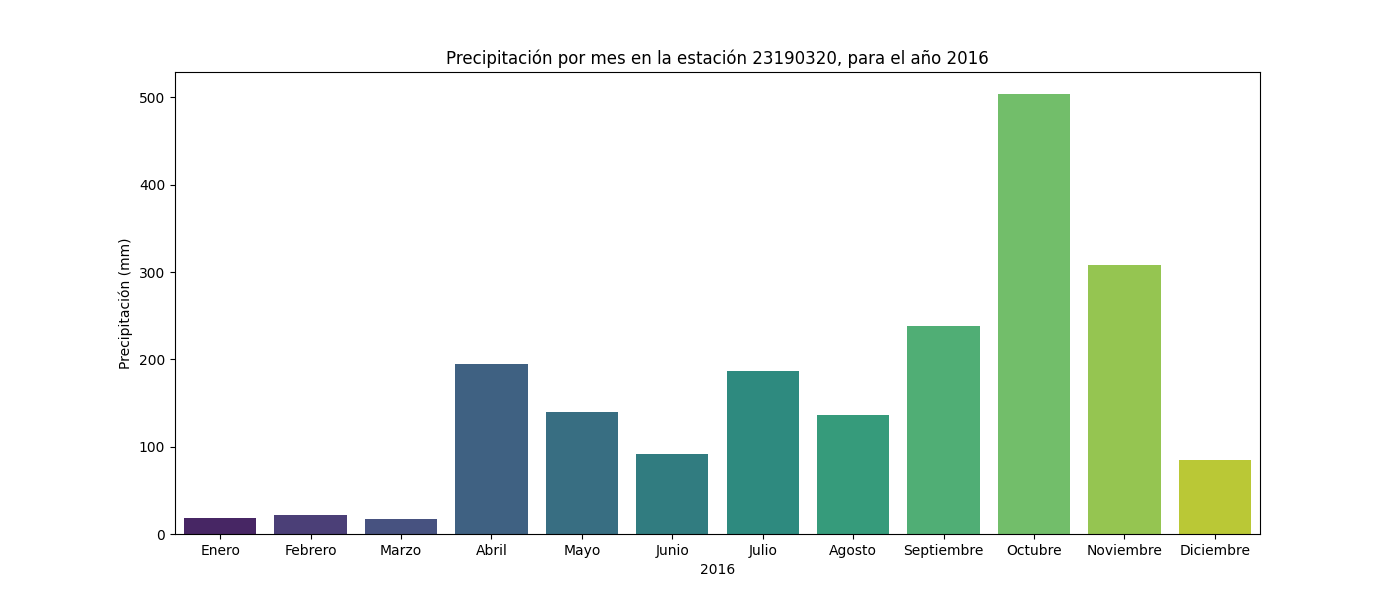 Precipitación por mes en la estación 23190320, para el año 2016
Precipitación (mm)
500
400
300
200
100
0
Enero Febrero Marzo Abril Mayo Junio Julio Agosto Septiembre Octubre Noviembre Diciembre
2016